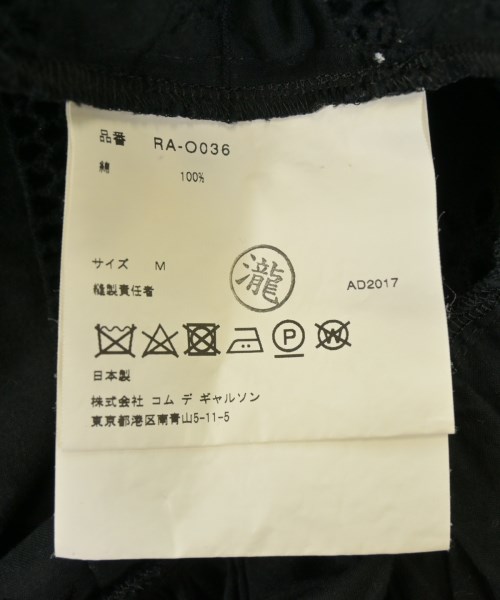 品番 RA-O036
綿 100%
サイズ M
縫製責任者 瀧 AD2017
P W
日本製
株式会社 コム デ ギャルソン
東京都港区南青山5-11-5